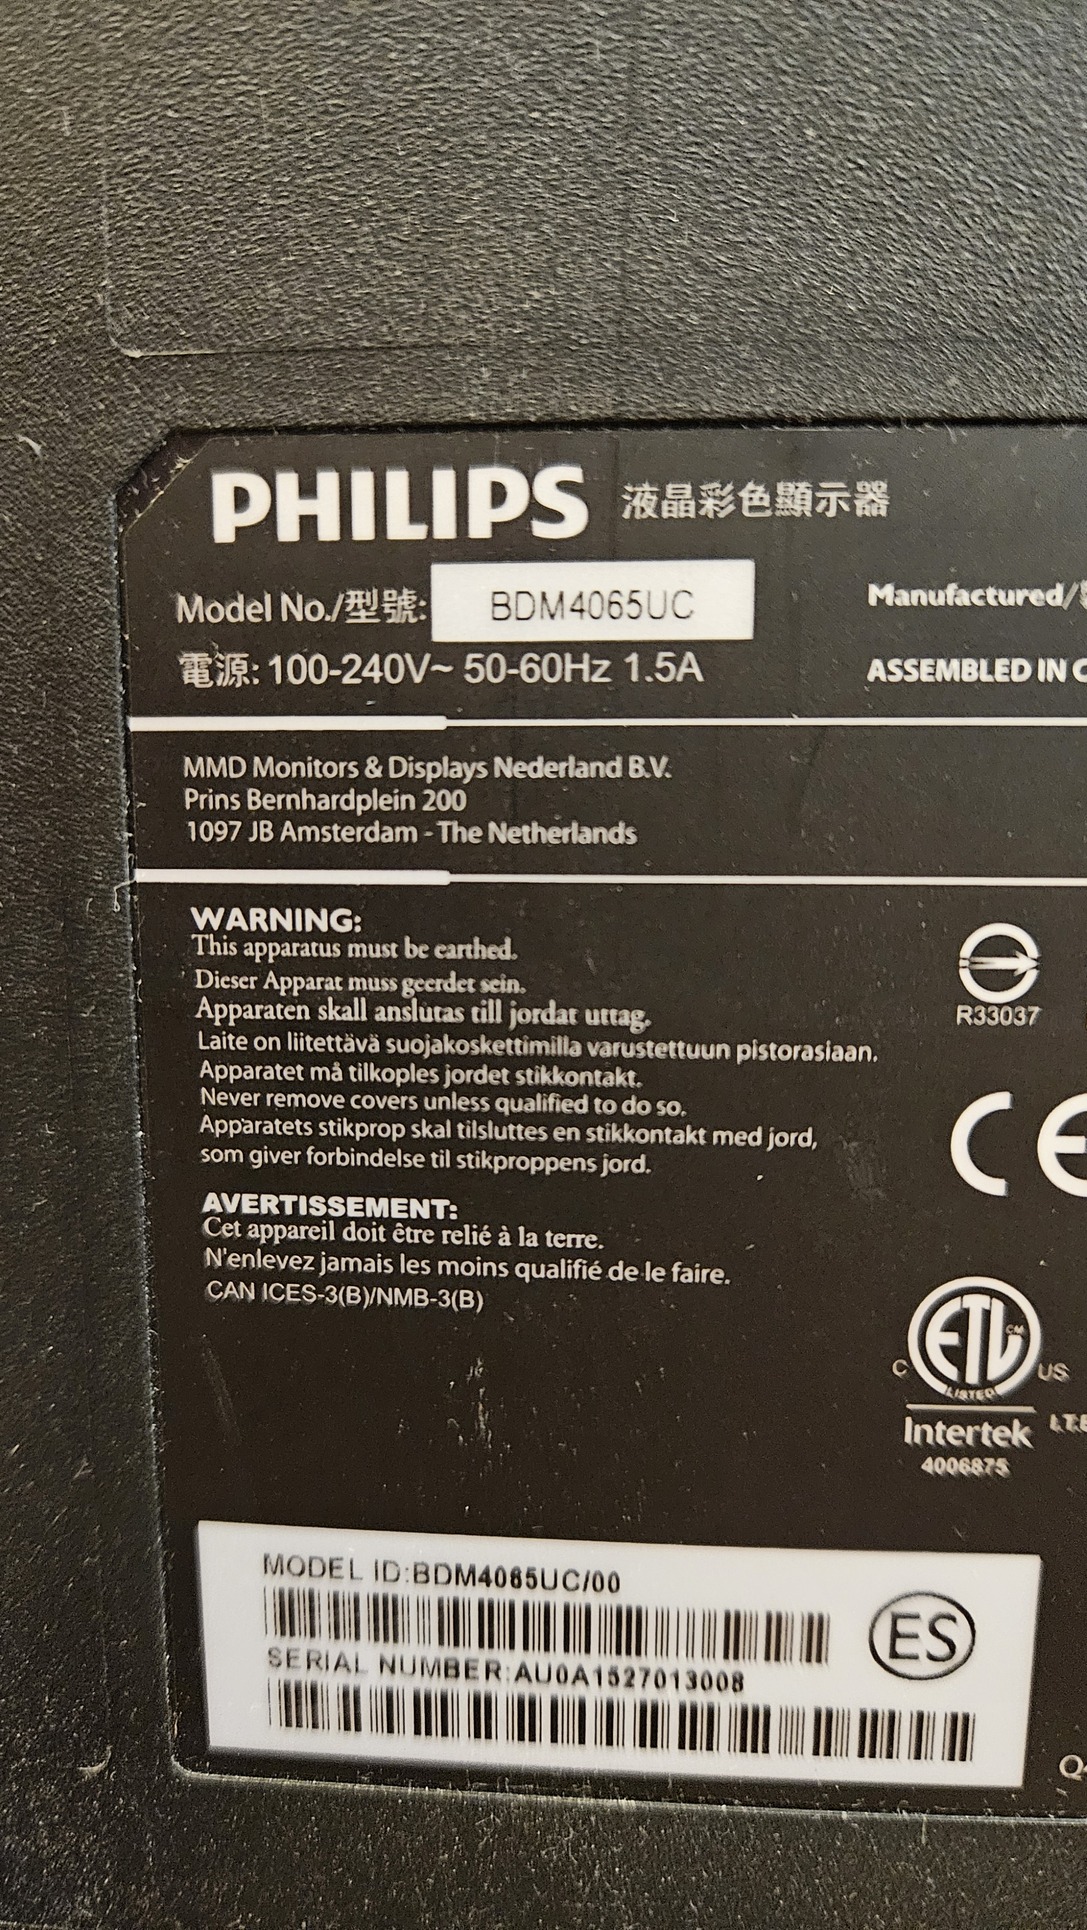 PHILIPS 液晶彩色顯示器
Model No./型號: BDM4065UC
Manufactured/
電源: 100-240V~ 50-60Hz 1.5A
ASSEMBLED IN
MMD Monitors & Displays Nederland B.V.
Prins Bernhardplein 200
1097 JB Amsterdam - The Netherlands
WARNING:
This apparatus must be earthed.
Dieser Apparat muss geerdet sein.
Apparaten skall anslutas till jordat uttag.
Laite on liitettävä suojakoskettimilla varustettuun pistorasiaan.
Apparatet må tilkoples jordet stikkontakt.
Never remove covers unless qualified to do so.
Apparatets stikprop skal tilsluttes en stikkontakt med jord,
som giver forbindelse til stikproppens jord.
AVERTISSEMENT:
Cet appareil doit être relié à la terre.
N'enlevez jamais les moins qualifié de le faire.
CAN ICES-3(B)/NMB-3(B)
R33037
CE
ETL CM
C US
LISTED
Intertek
4006875
MODEL ID:BDM4065UC/00
ES
SERIAL NUMBER:AU0A1527013008